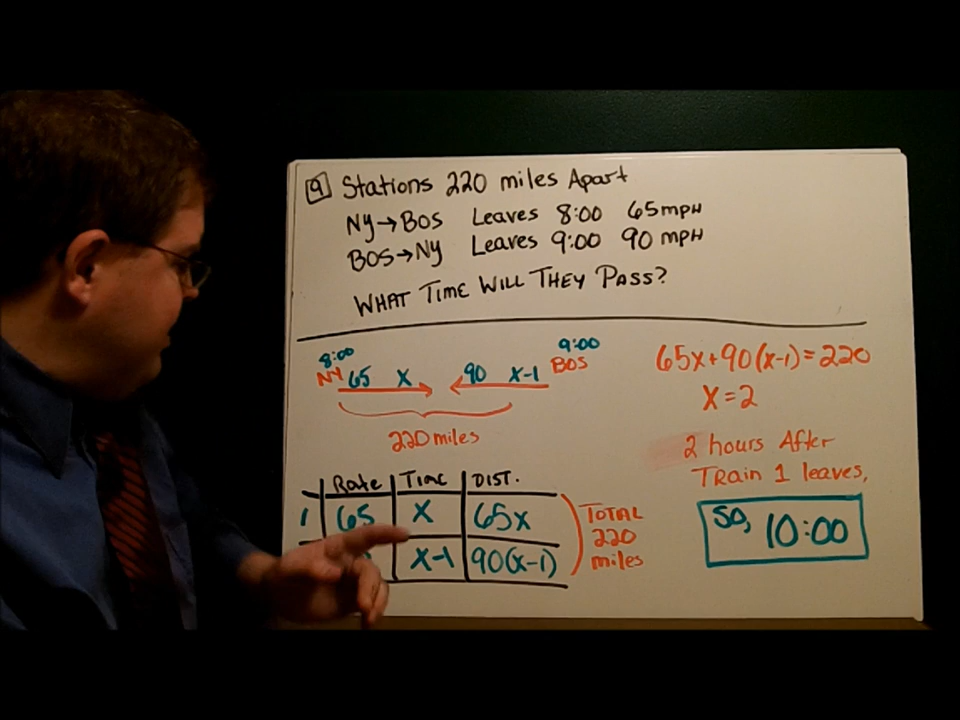 9 Stations 220 miles Apart
NY→BOS Leaves 8:00 65mpH
BOS→NY Leaves 9:00 90 mpH
WHAT TIME WILL THEY PASS?
8:00 9:00
NY 65 X 90 X-1 BOS
220 miles
65x+90(x-1)=220
X=2
2 hours After
TRain 1 leaves,
So, 10:00
Rate Time DIST.
1 65 X 65x
X-1 90(x-1)
TOTAL
220
miles